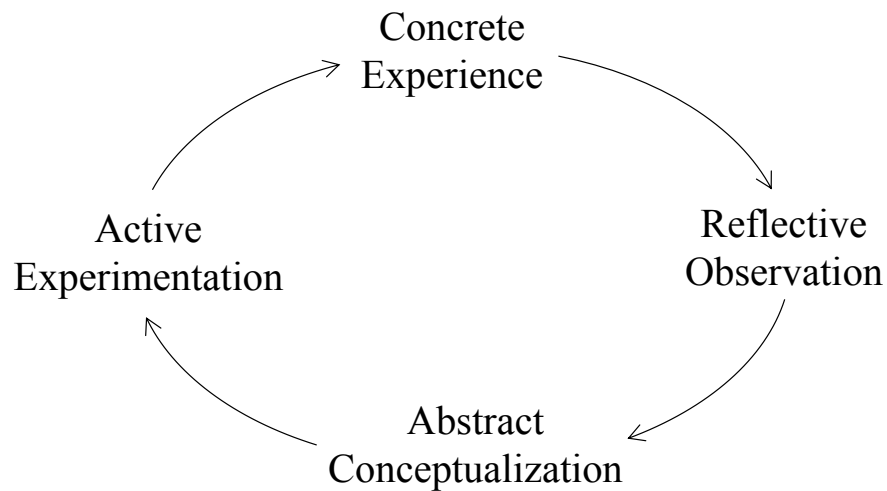 Concrete
Experience
Reflective
Observation
Abstract
Conceptualization
Active
Experimentation